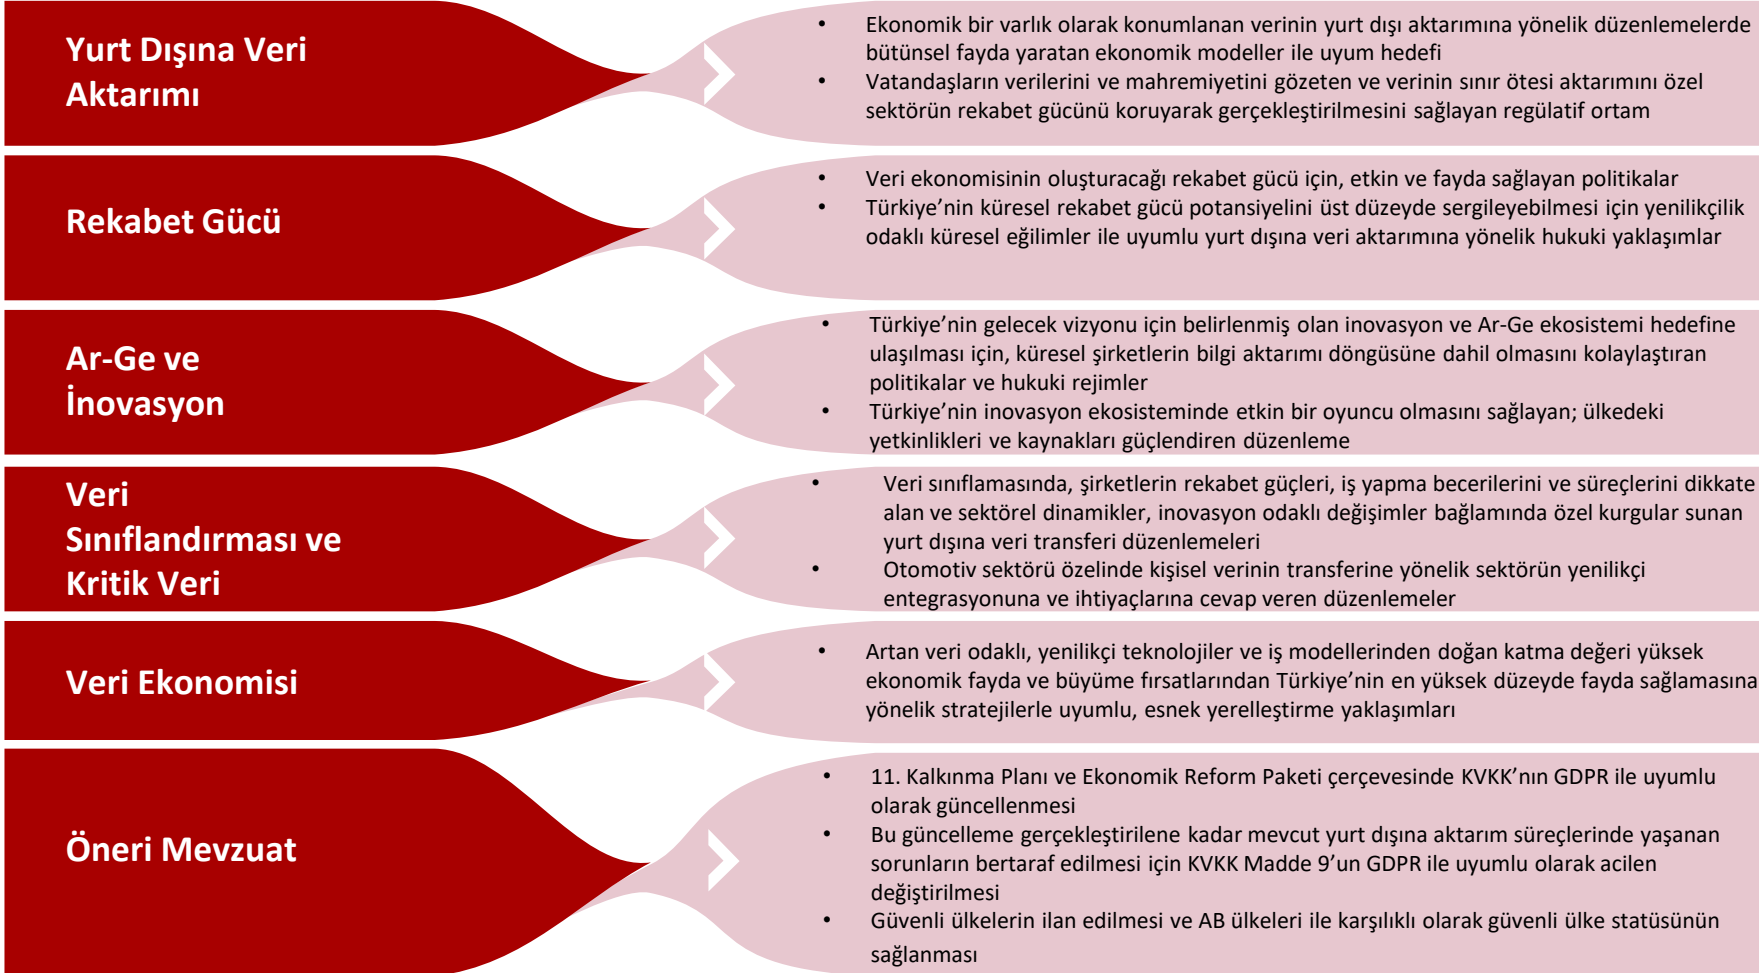 Yurt Dışına Veri
Aktarımı
• Ekonomik bir varlık olarak konumlanan verinin yurt dışı aktarımına yönelik düzenlemelerde
bütünsel fayda yaratan ekonomik modeller ile uyum hedefi
• Vatandaşların verilerini ve mahremiyetini gözeten ve verinin sınır ötesi aktarımını özel
sektörün rekabet gücünü koruyarak gerçekleştirilmesini sağlayan regülatif ortam
Rekabet Gücü
• Veri ekonomisinin oluşturacağı rekabet gücü için, etkin ve fayda sağlayan politikalar
• Türkiye’nin küresel rekabet gücü potansiyelini üst düzeyde sergileyebilmesi için yenilikçilik
odaklı küresel eğilimler ile uyumlu yurt dışına veri aktarımına yönelik hukuki yaklaşımlar
Ar-Ge ve
İnovasyon
• Türkiye’nin gelecek vizyonu için belirlenmiş olan inovasyon ve Ar-Ge ekosistemi hedefine
ulaşılması için, küresel şirketlerin bilgi aktarımı döngüsüne dahil olmasını kolaylaştıran
politikalar ve hukuki rejimler
• Türkiye’nin inovasyon ekosisteminde etkin bir oyuncu olmasını sağlayan; ülkedeki
yetkinlikleri ve kaynakları güçlendiren düzenleme
Veri
Sınıflandırması ve
Kritik Veri
• Veri sınıflamasında, şirketlerin rekabet güçleri, iş yapma becerilerini ve süreçlerini dikkate
alan ve sektörel dinamikler, inovasyon odaklı değişimler bağlamında özel kurgular sunan
yurt dışına veri transferi düzenlemeleri
• Otomotiv sektörü özelinde kişisel verinin transferine yönelik sektörün yenilikçi
entegrasyonuna ve ihtiyaçlarına cevap veren düzenlemeler
Veri Ekonomisi
• Artan veri odaklı, yenilikçi teknolojiler ve iş modellerinden doğan katma değeri yüksek
ekonomik fayda ve büyüme fırsatlarından Türkiye’nin en yüksek düzeyde fayda sağlamasına
yönelik stratejilerle uyumlu, esnek yerelleştirme yaklaşımları
Öneri Mevzuat
• 11. Kalkınma Planı ve Ekonomik Reform Paketi çerçevesinde KVKK’nın GDPR ile uyumlu
olarak güncellenmesi
• Bu güncelleme gerçekleştirilene kadar mevcut yurt dışına aktarım süreçlerinde yaşanan
sorunların bertaraf edilmesi için KVKK Madde 9’un GDPR ile uyumlu olarak acilen
değiştirilmesi
• Güvenli ülkelerin ilan edilmesi ve AB ülkeleri ile karşılıklı olarak güvenli ülke statüsünün
sağlanması